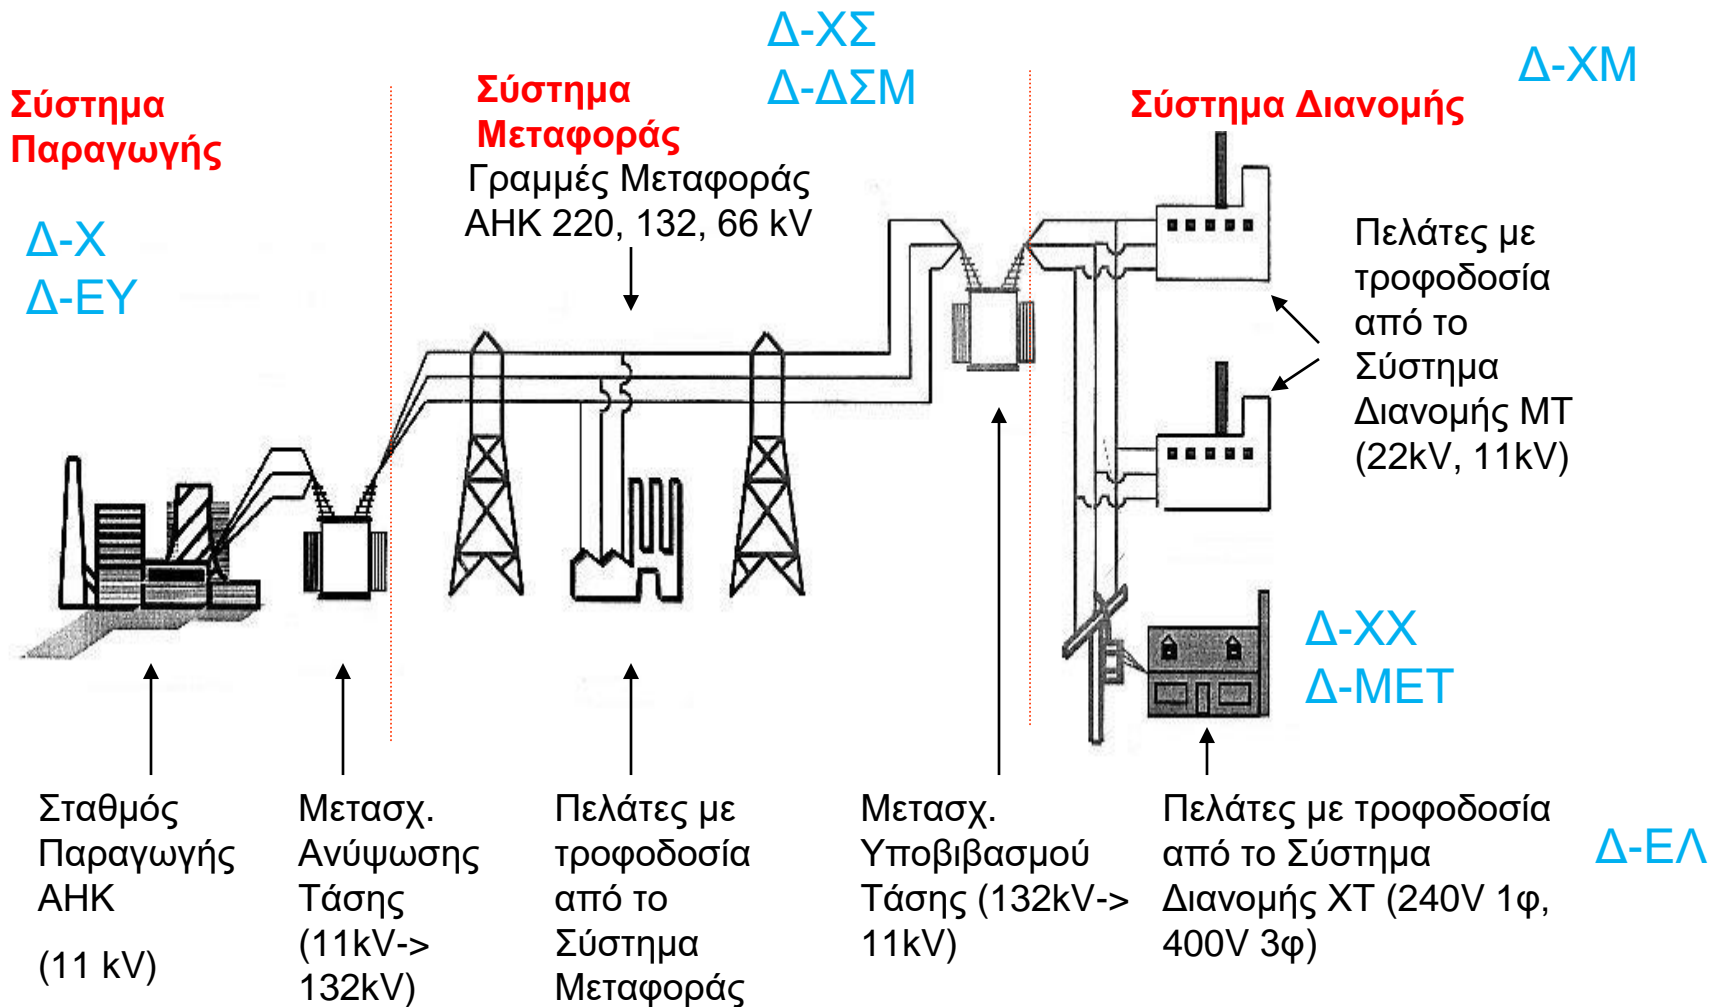 Δ-ΧΣ
Δ-ΔΣΜ
Δ-ΧΜ
Σύστημα
Παραγωγής
Σύστημα
Μεταφοράς
Γραμμές Μεταφοράς
ΑΗΚ 220, 132, 66 kV
Σύστημα Διανομής
Δ-Χ
Δ-ΕΥ
Πελάτες με
τροφοδοσία
από το
Σύστημα
Διανομής ΜΤ
(22kV, 11kV)
Δ-ΧΧ
Δ-ΜΕΤ
Σταθμός
Παραγωγής
ΑΗΚ
(11 kV)
Μετασχ.
Ανύψωσης
Τάσης
(11kV->
132kV)
Πελάτες με
τροφοδοσία
από το
Σύστημα
Μεταφοράς
Μετασχ.
Υποβιβασμού
Τάσης (132kV->
11kV)
Πελάτες με τροφοδοσία
από το Σύστημα
Διανομής ΧΤ (240V 1φ,
400V 3φ)
Δ-ΕΛ